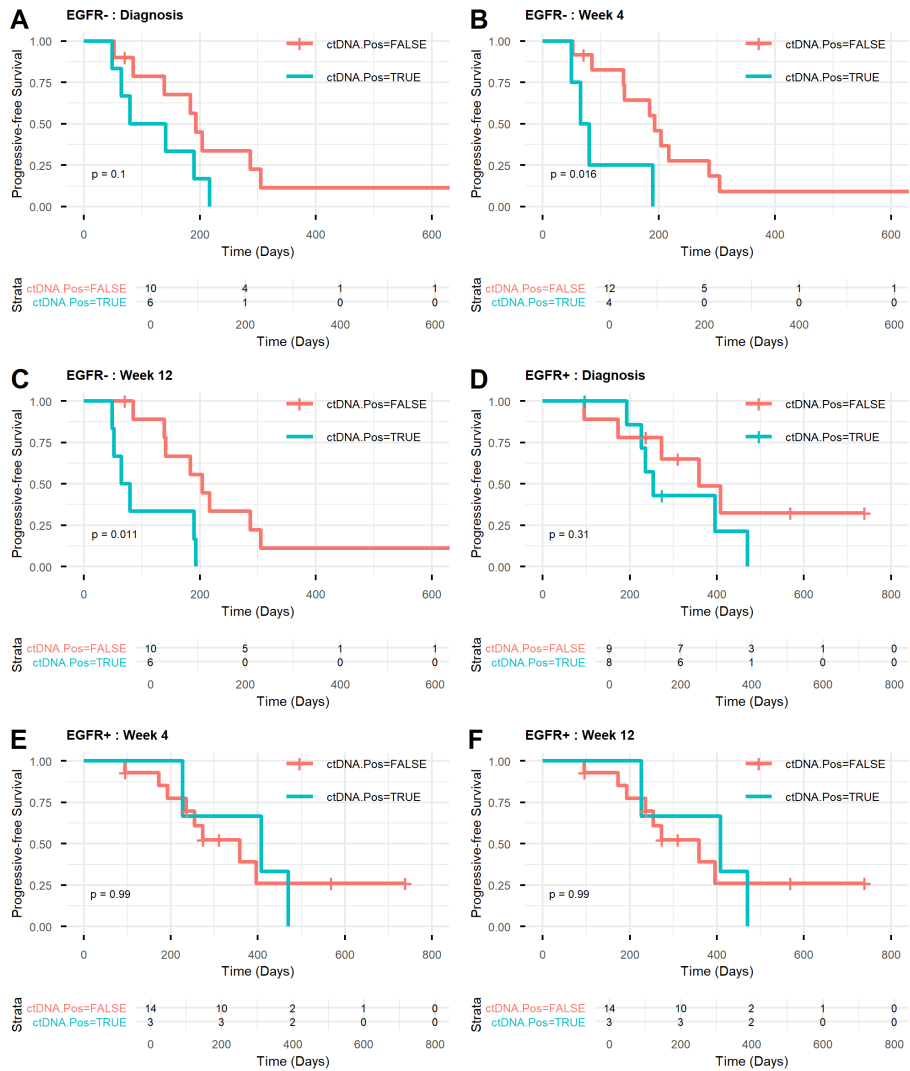 A EGFR- : Diagnosis
Progressive-free Survival
1.00
0.75
0.50
0.25
0.00
ctDNA.Pos=FALSE
ctDNA.Pos=TRUE
p = 0.1
0 200 400 600
Time (Days)
Strata
ctDNA.Pos=FALSE 10 4 1 1
ctDNA.Pos=TRUE 6 1 0 0
0 200 400 600
Time (Days)
B EGFR- : Week 4
Progressive-free Survival
1.00
0.75
0.50
0.25
0.00
ctDNA.Pos=FALSE
ctDNA.Pos=TRUE
p = 0.016
0 200 400 600
Time (Days)
Strata
ctDNA.Pos=FALSE 12 5 1 1
ctDNA.Pos=TRUE 4 0 0 0
0 200 400 600
Time (Days)
C EGFR- : Week 12
Progressive-free Survival
1.00
0.75
0.50
0.25
0.00
ctDNA.Pos=FALSE
ctDNA.Pos=TRUE
p = 0.011
0 200 400 600
Time (Days)
Strata
ctDNA.Pos=FALSE 10 5 1 1
ctDNA.Pos=TRUE 6 0 0 0
0 200 400 600
Time (Days)
D EGFR+ : Diagnosis
Progressive-free Survival
1.00
0.75
0.50
0.25
0.00
ctDNA.Pos=FALSE
ctDNA.Pos=TRUE
p = 0.31
0 200 400 600 800
Time (Days)
Strata
ctDNA.Pos=FALSE 9 7 3 1 0
ctDNA.Pos=TRUE 8 6 1 0 0
0 200 400 600 800
Time (Days)
E EGFR+ : Week 4
Progressive-free Survival
1.00
0.75
0.50
0.25
0.00
ctDNA.Pos=FALSE
ctDNA.Pos=TRUE
p = 0.99
0 200 400 600 800
Time (Days)
Strata
ctDNA.Pos=FALSE 14 10 2 1 0
ctDNA.Pos=TRUE 3 3 2 0 0
0 200 400 600 800
Time (Days)
F EGFR+ : Week 12
Progressive-free Survival
1.00
0.75
0.50
0.25
0.00
ctDNA.Pos=FALSE
ctDNA.Pos=TRUE
p = 0.99
0 200 400 600 800
Time (Days)
Strata
ctDNA.Pos=FALSE 14 10 2 1 0
ctDNA.Pos=TRUE 3 3 2 0 0
0 200 400 600 800
Time (Days)